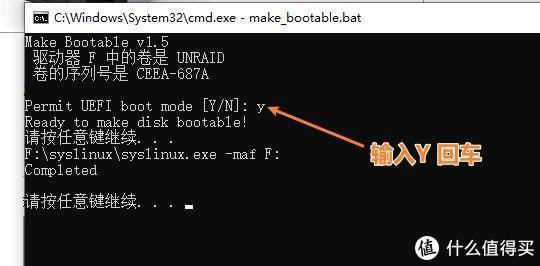 C:\Windows\System32\cmd.exe - make_bootable.bat
Make Bootable v1.5
驱动器 F 中的卷是 UNRAID
卷的序列号是 CEEA-687A
Permit UEFI boot mode [Y/N]: y
Ready to make disk bootable!
请按任意键继续. . .
F:\syslinux\syslinux.exe -maf F:
Completed
请按任意键继续. . .
输入Y 回车
值 什么值得买